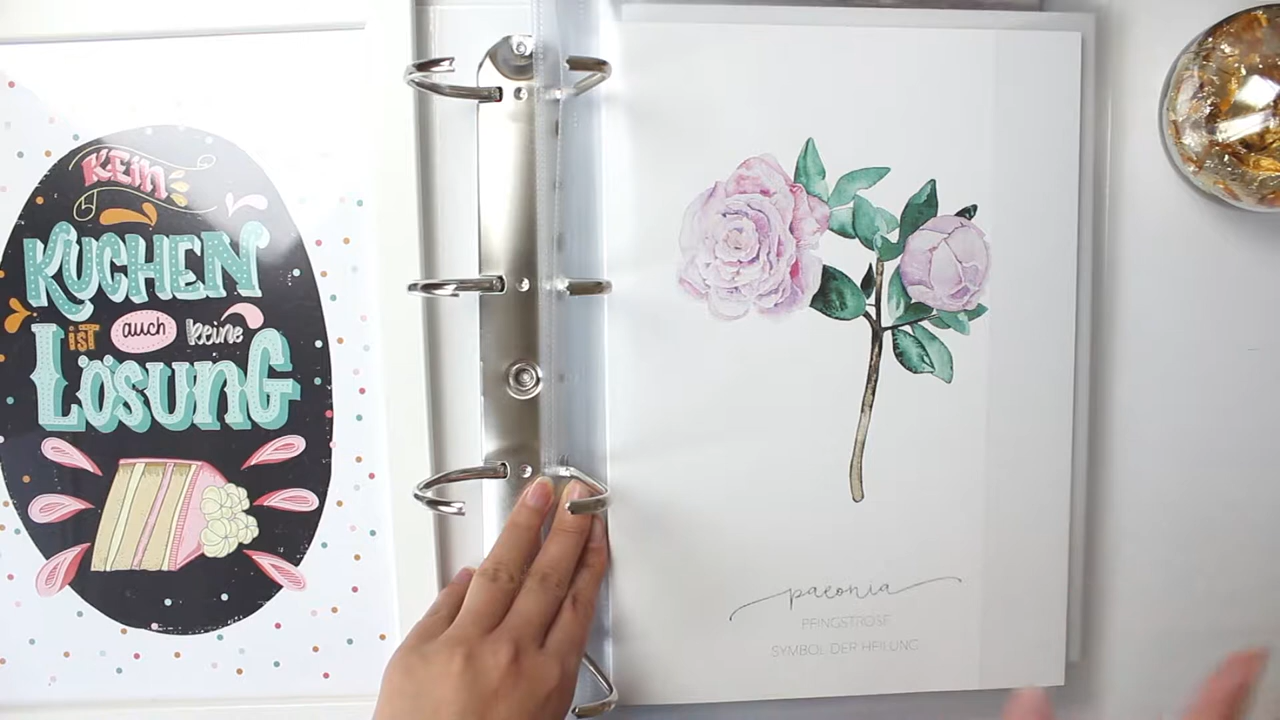 KEIN
KUCHEN
IST auch keine
LÖSUNG
paeonia
PFINGSTROSE
SYMBOL DER HEILUNG